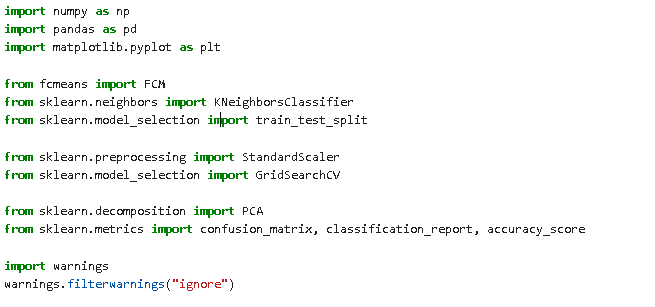 import numpy as np
import pandas as pd
import matplotlib.pyplot as plt
from fcmeans import FCM
from sklearn.neighbors import KNeighborsClassifier
from sklearn.model_selection import train_test_split
from sklearn.preprocessing import StandardScaler
from sklearn.model_selection import GridSearchCV
from sklearn.decomposition import PCA
from sklearn.metrics import confusion_matrix, classification_report, accuracy_score
import warnings
warnings.filterwarnings("ignore")